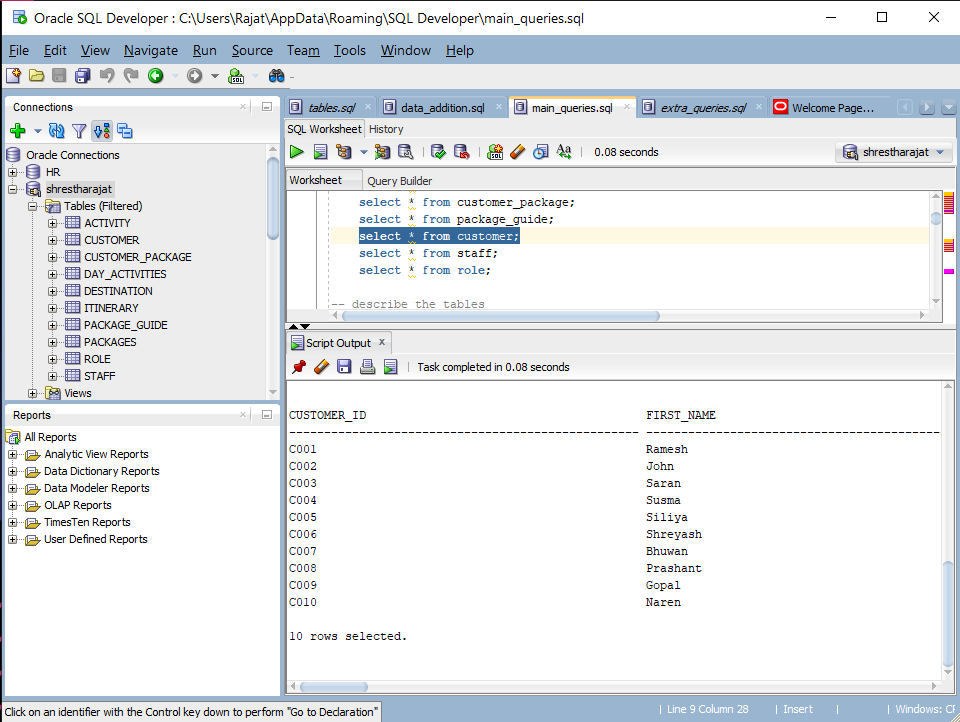 Oracle SQL Developer : C:\Users\Rajat\AppData\Roaming\SQL Developer\main_queries.sql
File Edit View Navigate Run Source Team Tools Window Help
Connections
Oracle Connections
HR
shrestharajat
Tables (Filtered)
ACTIVITY
CUSTOMER
CUSTOMER_PACKAGE
DAY_ACTIVITIES
DESTINATION
ITINERARY
PACKAGE_GUIDE
PACKAGES
ROLE
STAFF
Views
Reports
All Reports
Analytic View Reports
Data Dictionary Reports
Data Modeler Reports
OLAP Reports
TimesTen Reports
User Defined Reports
tables.sql data_addition.sql main_queries.sql extra_queries.sql Welcome Page...
SQL Worksheet History
0.08 seconds shrestharajat
Worksheet Query Builder
select * from customer_package;
select * from package_guide;
select * from customer;
select * from staff;
select * from role;
-- describe the tables
Script Output
Task completed in 0.08 seconds
CUSTOMER_ID FIRST_NAME
C001 Ramesh
C002 John
C003 Saran
C004 Susma
C005 Siliya
C006 Shreyash
C007 Bhuwan
C008 Prashant
C009 Gopal
C010 Naren
10 rows selected.
Click on an identifier with the Control key down to perform "Go to Declaration"
Line 9 Column 28 Insert Windows: